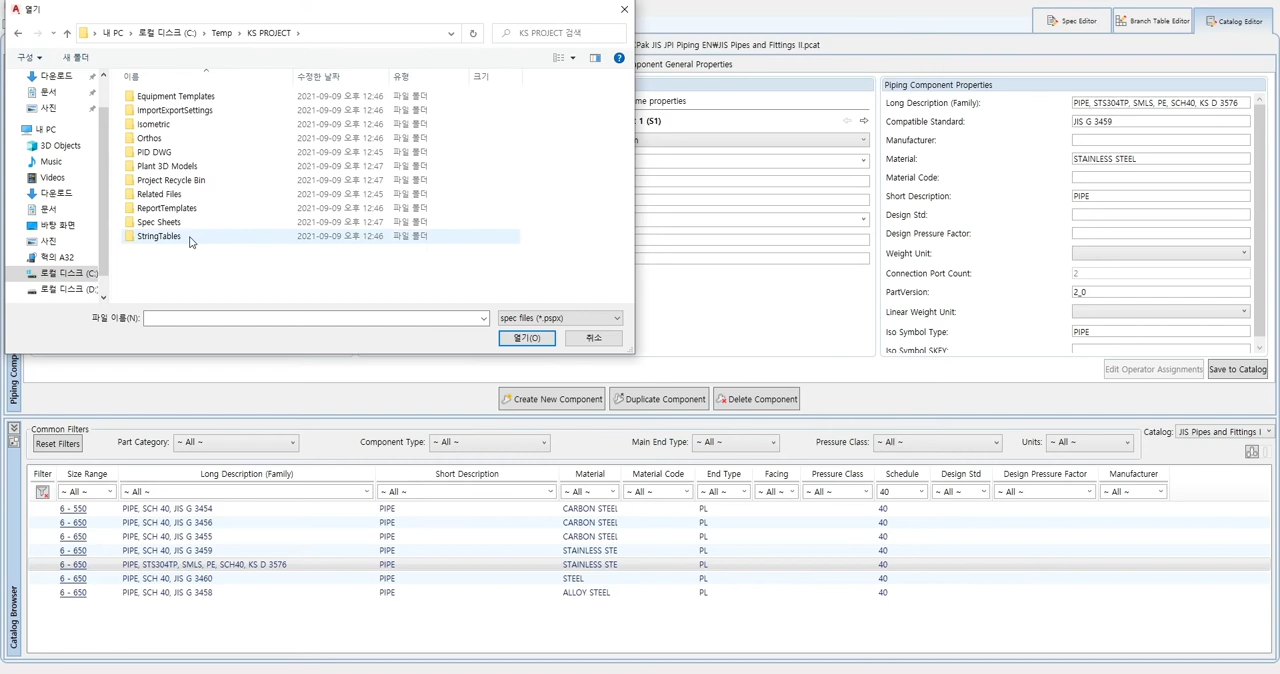 열기
내 PC > 로컬 디스크 (C:) > Temp > KS PROJECT >
KS PROJECT 검색
구성
새 폴더
다운로드
문서
사진
내 PC
3D Objects
Music
Videos
다운로드
문서
바탕 화면
사진
혁의 A32
로컬 디스크 (C:)
로컬 디스크 (D:
이름 수정한 날짜 유형 크기
Equipment Templates 2021-09-09 오후 12:46 파일 폴더
ImportExportSettings 2021-09-09 오후 12:46 파일 폴더
Isometric 2021-09-09 오후 12:46 파일 폴더
Orthos 2021-09-09 오후 12:46 파일 폴더
PID DWG 2021-09-09 오후 12:45 파일 폴더
Plant 3D Models 2021-09-09 오후 12:47 파일 폴더
Project Recycle Bin 2021-09-09 오후 12:47 파일 폴더
Related Files 2021-09-09 오후 12:45 파일 폴더
ReportTemplates 2021-09-09 오후 12:46 파일 폴더
Spec Sheets 2021-09-09 오후 12:47 파일 폴더
StringTables 2021-09-09 오후 12:46 파일 폴더
파일 이름(N):
spec files (*.pspx)
열기(O)
취소
Spec Editor
Branch Table Editor
Catalog Editor
Pak JIS JPI Piping EN￦JIS Pipes and Fittings II.pcat
ponent General Properties
me properties
1 (S1)
Piping Component Properties
Long Description (Family): PIPE, STS304TP, SMLS, PE, SCH40, KS D 3576
Compatible Standard: JIS G 3459
Manufacturer:
Material: STAINLESS STEEL
Material Code:
Short Description: PIPE
Design Std:
Design Pressure Factor:
Weight Unit:
Connection Port Count: 2
PartVersion: 2_0
Linear Weight Unit:
Iso Symbol Type: PIPE
Iso Symbol SKEY:
Edit Operator Assignments
Save to Catalog
Piping Comp
Create New Component
Duplicate Component
Delete Component
Common Filters
Reset Filters
Part Category: ~ All ~
Component Type: ~ All ~
Main End Type: ~ All ~
Pressure Class: ~ All ~
Units: ~ All ~
Catalog: JIS Pipes and Fittings I
Filter Size Range Long Description (Family) Short Description Material Material Code End Type Facing Pressure Class Schedule Design Std Design Pressure Factor Manufacturer
~ All ~ ~ All ~ ~ All ~ ~ All ~ ~ All ~ ~ All ~ ~ All ~ ~ All ~ 40 ~ All ~ ~ All ~ ~ All ~
6 - 550 PIPE, SCH 40, JIS G 3454 PIPE CARBON STEEL PL 40
6 - 650 PIPE, SCH 40, JIS G 3456 PIPE CARBON STEEL PL 40
6 - 650 PIPE, SCH 40, JIS G 3455 PIPE CARBON STEEL PL 40
6 - 650 PIPE, SCH 40, JIS G 3459 PIPE STAINLESS STE PL 40
6 - 650 PIPE, STS304TP, SMLS, PE, SCH40, KS D 3576 PIPE STAINLESS STE PL 40
6 - 650 PIPE, SCH 40, JIS G 3460 PIPE STEEL PL 40
6 - 650 PIPE, SCH 40, JIS G 3458 PIPE ALLOY STEEL PL 40
Catalog Browser